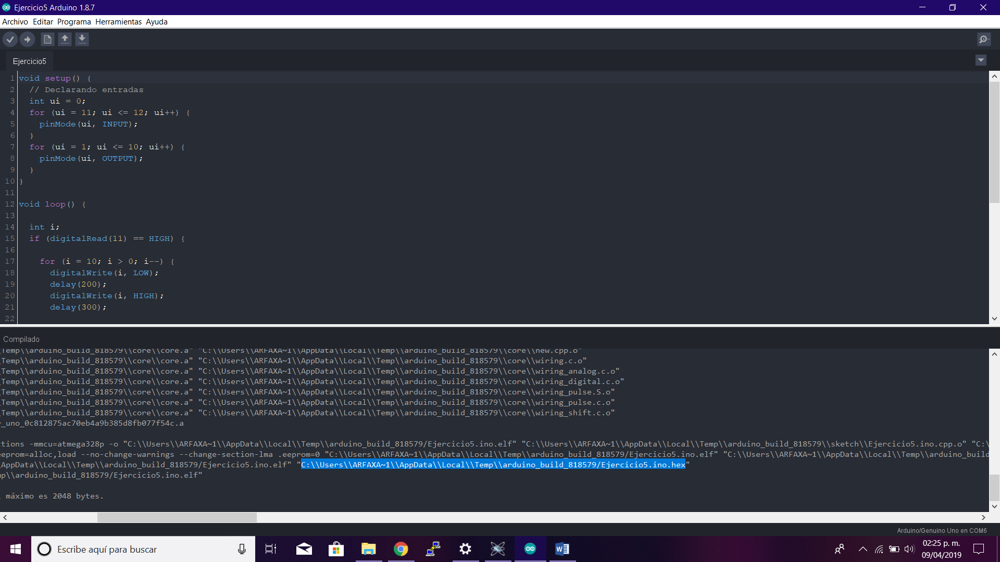 Ejercicio5 Arduino 1.8.7
Archivo Editar Programa Herramientas Ayuda
Ejercicio5
1 void setup() {
2 // Declarando entradas
3 int ui = 0;
4 for (ui = 11; ui <= 12; ui++) {
5 pinMode(ui, INPUT);
6 }
7 for (ui = 1; ui <= 10; ui++) {
8 pinMode(ui, OUTPUT);
9 }
10 }
11
12 void loop() {
13
14 int i;
15 if (digitalRead(11) == HIGH) {
16
17 for (i = 10; i > 0; i--) {
18 digitalWrite(i, LOW);
19 delay(200);
20 digitalWrite(i, HIGH);
21 delay(300);
22
Compilado
\Temp\\arduino_build_818579\\core\\core.a" "C:\\Users\\ARFAXA~1\\AppData\\Local\\Temp\\arduino_build_818579\\core\\new.cpp.o"
\Temp\\arduino_build_818579\\core\\core.a" "C:\\Users\\ARFAXA~1\\AppData\\Local\\Temp\\arduino_build_818579\\core\\wiring.c.o"
\Temp\\arduino_build_818579\\core\\core.a" "C:\\Users\\ARFAXA~1\\AppData\\Local\\Temp\\arduino_build_818579\\core\\wiring_analog.c.o"
\Temp\\arduino_build_818579\\core\\core.a" "C:\\Users\\ARFAXA~1\\AppData\\Local\\Temp\\arduino_build_818579\\core\\wiring_digital.c.o"
\Temp\\arduino_build_818579\\core\\core.a" "C:\\Users\\ARFAXA~1\\AppData\\Local\\Temp\\arduino_build_818579\\core\\wiring_pulse.S.o"
\Temp\\arduino_build_818579\\core\\core.a" "C:\\Users\\ARFAXA~1\\AppData\\Local\\Temp\\arduino_build_818579\\core\\wiring_pulse.c.o"
\Temp\\arduino_build_818579\\core\\core.a" "C:\\Users\\ARFAXA~1\\AppData\\Local\\Temp\\arduino_build_818579\\core\\wiring_shift.c.o"
_uno_0c812875ac70eb4a9b385d8fb077f54c.a
tions -mmcu=atmega328p -o "C:\\Users\\ARFAXA~1\\AppData\\Local\\Temp\\arduino_build_818579/Ejercicio5.ino.elf" "C:\\Users\\ARFAXA~1\\AppData\\Local\\Temp\\arduino_build_818579\\sketch\\Ejercicio5.ino.cpp.o" "C:\
eeprom=alloc,load --no-change-warnings --change-section-lma .eeprom=0 "C:\\Users\\ARFAXA~1\\AppData\\Local\\Temp\\arduino_build_818579/Ejercicio5.ino.elf" "C:\\Users\\ARFAXA~1\\AppData\\Local\\Temp\\arduino_build
AppData\\Local\\Temp\\arduino_build_818579/Ejercicio5.ino.elf" "C:\\Users\\ARFAXA~1\\AppData\\Local\\Temp\\arduino_build_818579/Ejercicio5.ino.hex"
mp\\arduino_build_818579/Ejercicio5.ino.elf"
máximo es 2048 bytes.
Arduino/Genuino Uno en COM6
Escribe aquí para buscar
02:25 p. m.
09/04/2019